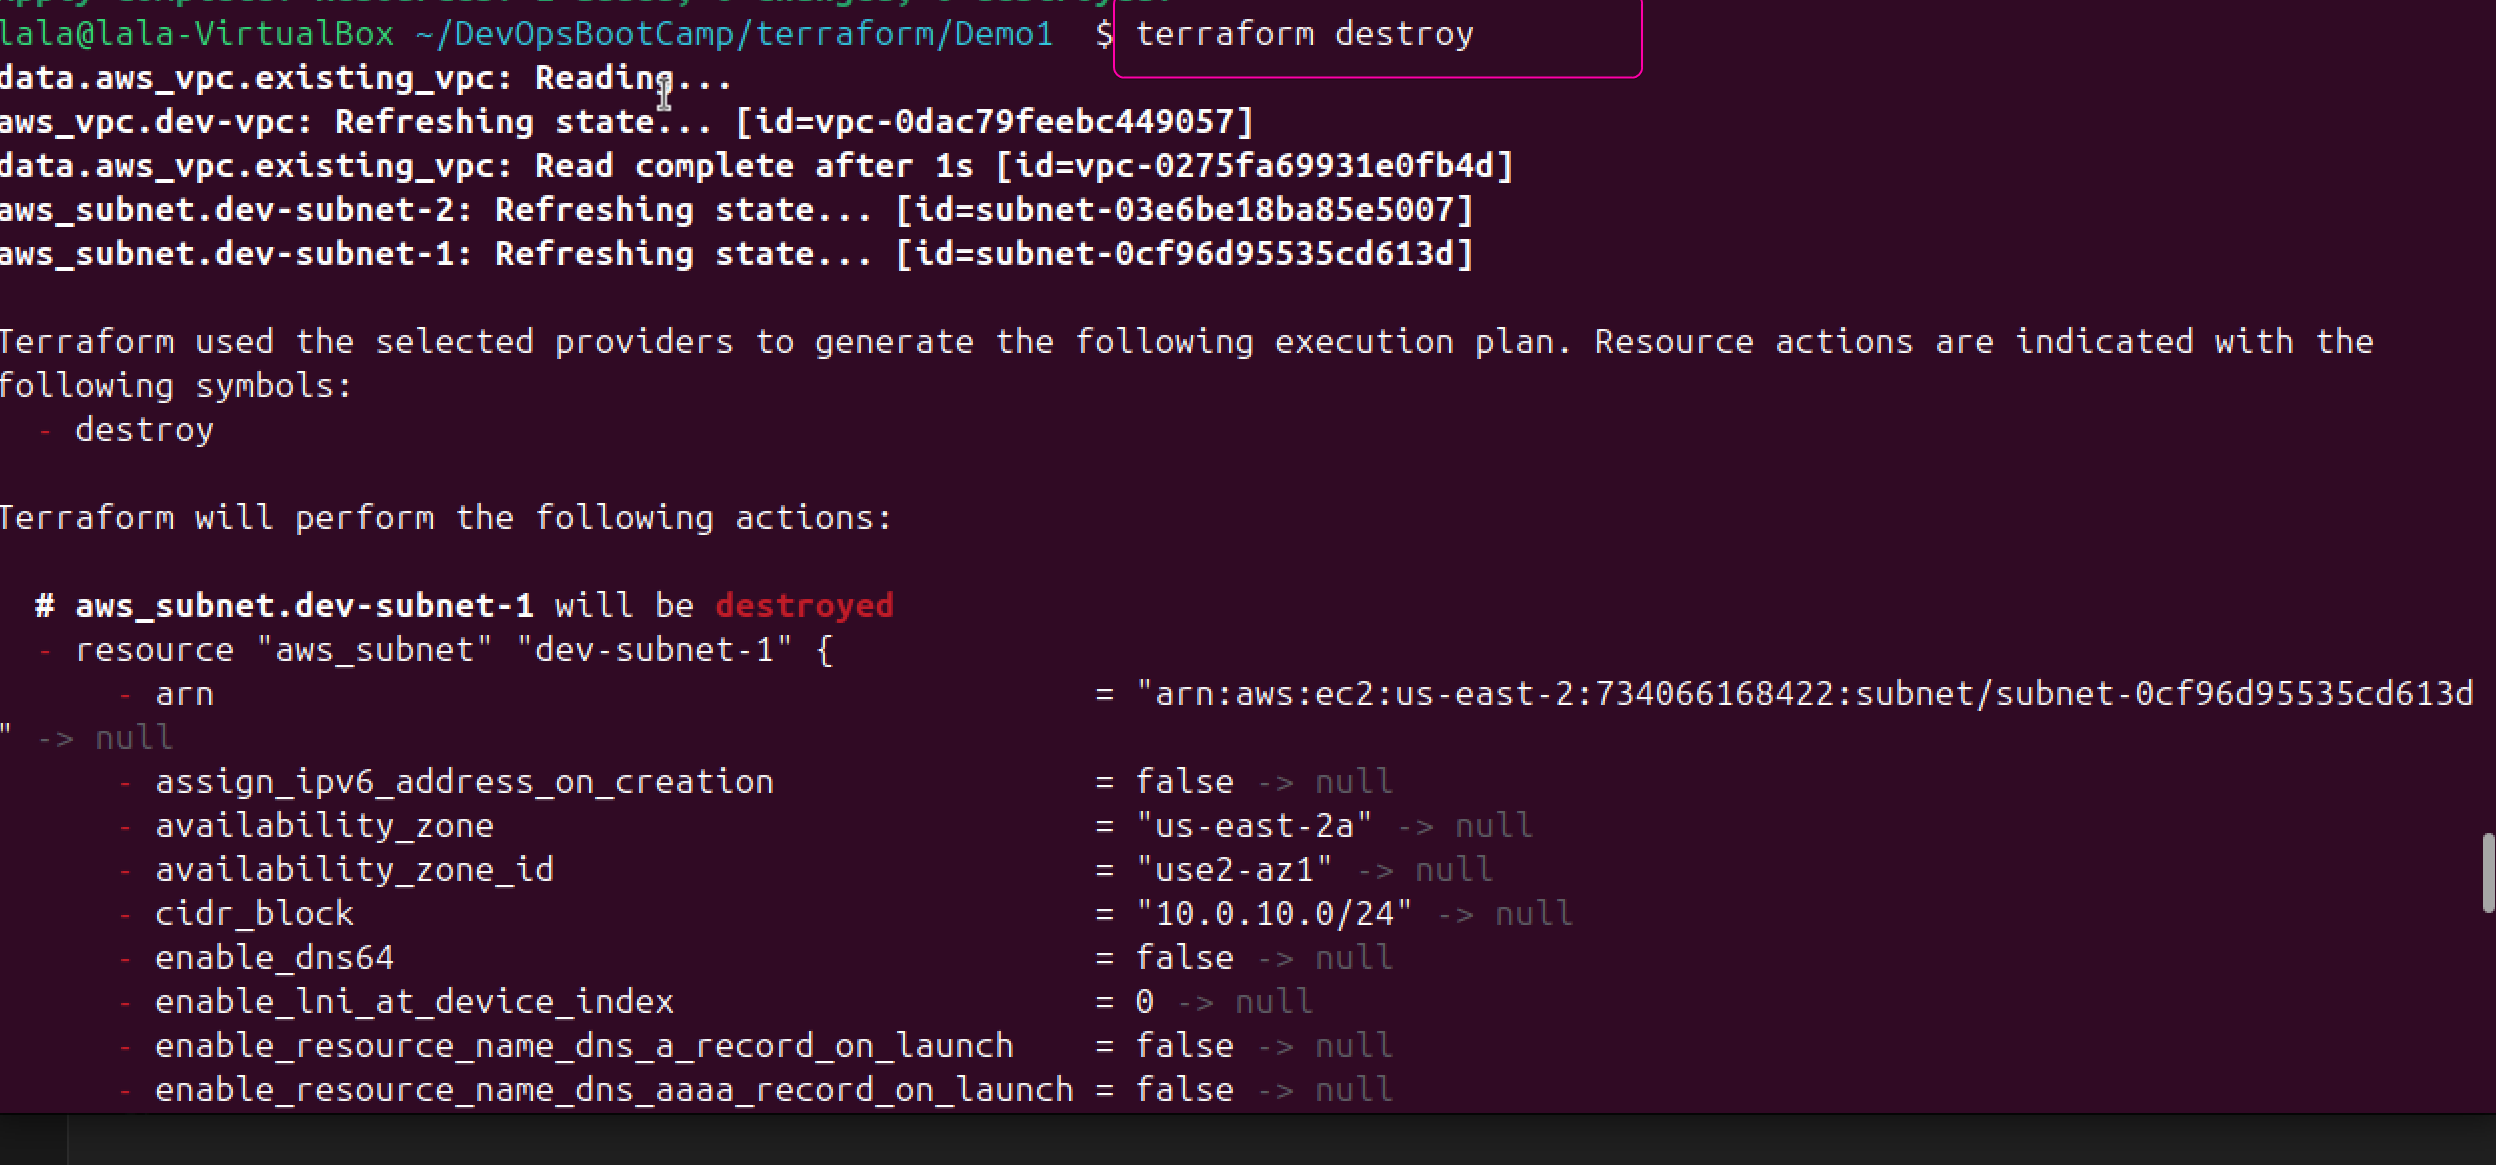 lala@lala-VirtualBox ~/DevOpsBootCamp/terraform/Demo1  $ terraform destroy
data.aws_vpc.existing_vpc: Reading...
aws_vpc.dev-vpc: Refreshing state... [id=vpc-0dac79feebc449057]
data.aws_vpc.existing_vpc: Read complete after 1s [id=vpc-0275fa69931e0fb4d]
aws_subnet.dev-subnet-2: Refreshing state... [id=subnet-03e6be18ba85e5007]
aws_subnet.dev-subnet-1: Refreshing state... [id=subnet-0cf96d95535cd613d]
Terraform used the selected providers to generate the following execution plan. Resource actions are indicated with the
following symbols:
  - destroy
Terraform will perform the following actions:
  # aws_subnet.dev-subnet-1 will be destroyed
  - resource "aws_subnet" "dev-subnet-1" {
      - arn                                            = "arn:aws:ec2:us-east-2:734066168422:subnet/subnet-0cf96d95535cd613d
" -> null
      - assign_ipv6_address_on_creation                = false -> null
      - availability_zone                              = "us-east-2a" -> null
      - availability_zone_id                           = "use2-az1" -> null
      - cidr_block                                     = "10.0.10.0/24" -> null
      - enable_dns64                                   = false -> null
      - enable_lni_at_device_index                     = 0 -> null
      - enable_resource_name_dns_a_record_on_launch    = false -> null
      - enable_resource_name_dns_aaaa_record_on_launch = false -> null